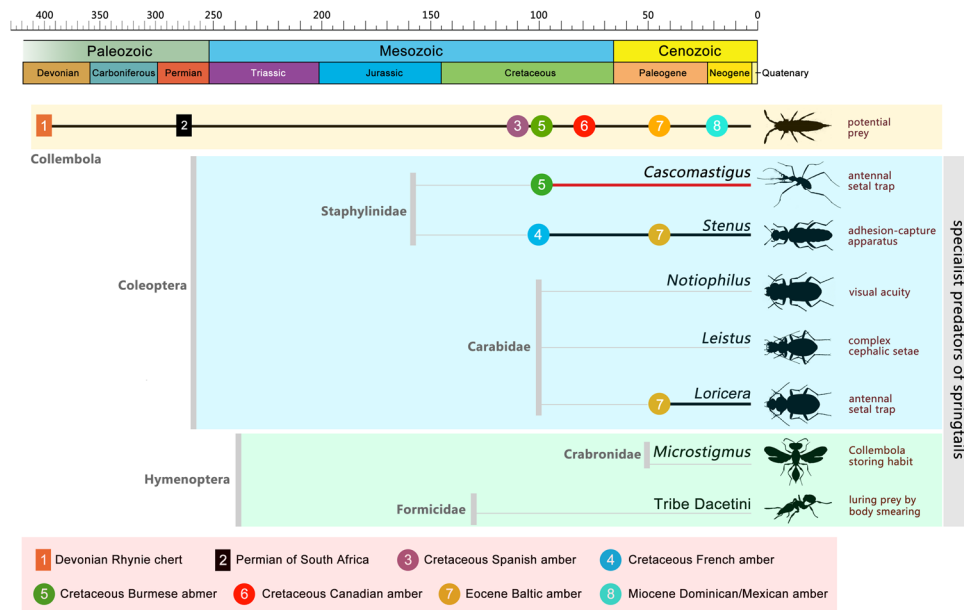 400 350 300 250 200 150 100 50 0
Paleozoic Mesozoic Cenozoic
Devonian Carboniferous Permian Triassic Jurassic Cretaceous Paleogene Neogene Quaternary
1 2 3 5 6 7 8
potential
prey
Collembola
Cascomastigus
5
antennal
setal trap
Staphylinidae
Stenus
4 7
adhesion-capture
apparatus
Notiophilus
Coleoptera
visual acuity
Leistus
Carabidae
complex
cephalic setae
Loricera
7
antennal
setal trap
specialist predators of springtails
Crabronidae
Microstigmus
Collembola
storing habit
Hymenoptera
Formicidae
Tribe Dacetini
luring prey by
body smearing
1 Devonian Rhynie chert 2 Permian of South Africa 3 Cretaceous Spanish amber 4 Cretaceous French amber
5 Cretaceous Burmese abmer 6 Cretaceous Canadian amber 7 Eocene Baltic amber 8 Miocene Dominican/Mexican amber